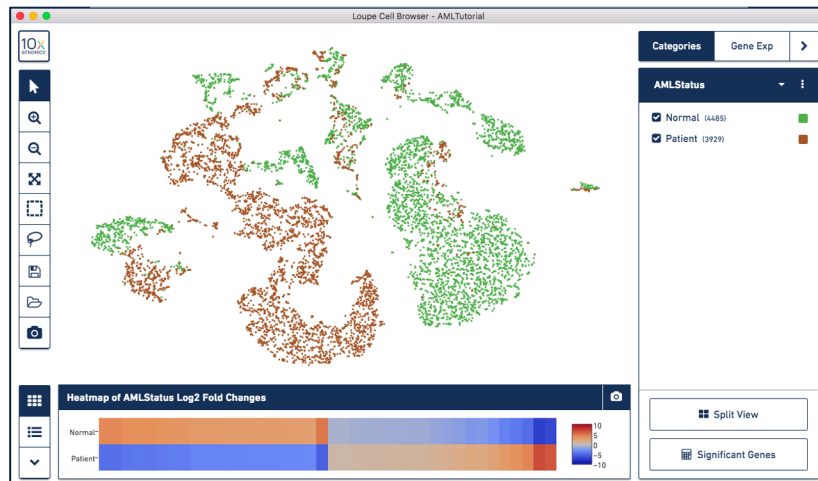 Loupe Cell Browser - AMLTutorial
10x
GENOMICS
Categories
Gene Exp
AMLStatus
Normal (4485)
Patient (3929)
Heatmap of AMLStatus Log2 Fold Changes
Normal
Patient
10
5
0
−5
−10
Split View
Significant Genes